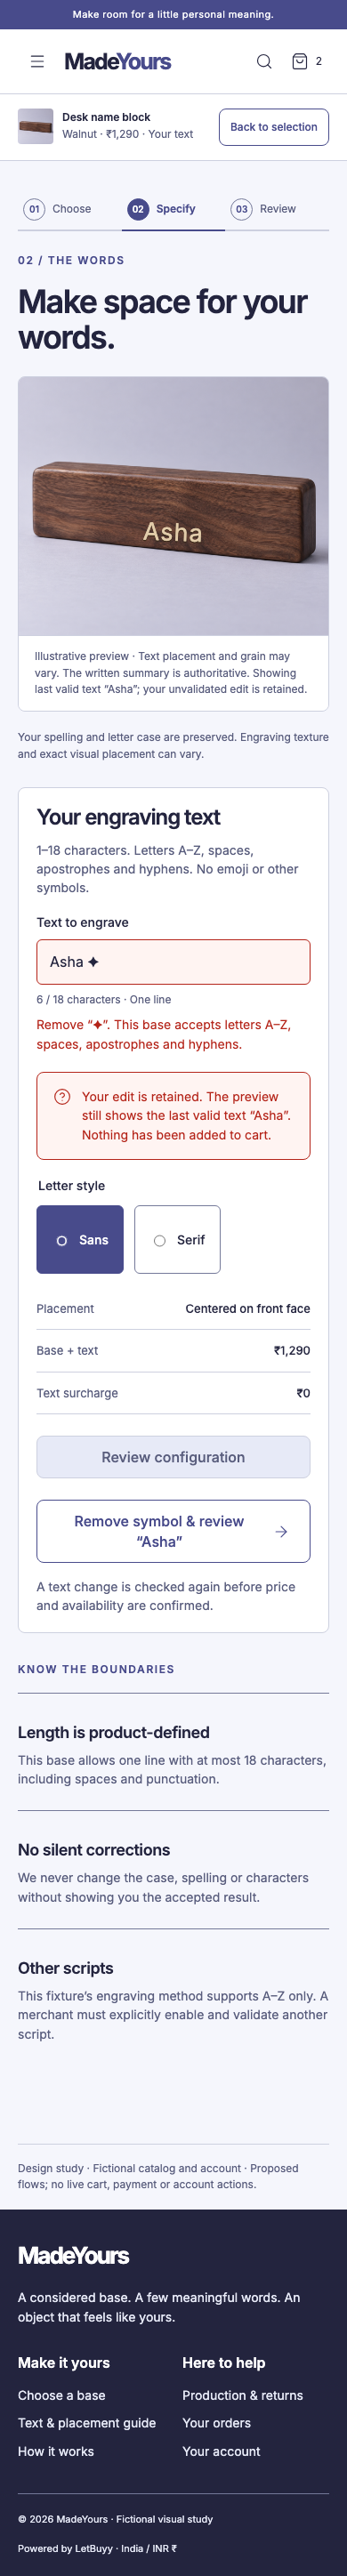 Make room for a little personal meaning.
MadeYours
2
Desk name block
Walnut · ₹1,290 · Your text
Back to selection
01 Choose
02 Specify
03 Review
02 / THE WORDS
Make space for your
words.
Asha
Illustrative preview · Text placement and grain may
vary. The written summary is authoritative. Showing
last valid text “Asha”; your unvalidated edit is retained.
Your spelling and letter case are preserved. Engraving texture
and exact visual placement can vary.
Your engraving text
1–18 characters. Letters A–Z, spaces,
apostrophes and hyphens. No emoji or other
symbols.
Text to engrave
Asha ✦
6 / 18 characters · One line
Remove “✦”. This base accepts letters A–Z,
spaces, apostrophes and hyphens.
Your edit is retained. The preview
still shows the last valid text “Asha”.
Nothing has been added to cart.
Letter style
Sans
Serif
Placement Centered on front face
Base + text ₹1,290
Text surcharge ₹0
Review configuration
Remove symbol & review
“Asha”
A text change is checked again before price
and availability are confirmed.
KNOW THE BOUNDARIES
Length is product-defined
This base allows one line with at most 18 characters,
including spaces and punctuation.
No silent corrections
We never change the case, spelling or characters
without showing you the accepted result.
Other scripts
This fixture’s engraving method supports A–Z only. A
merchant must explicitly enable and validate another
script.
Design study · Fictional catalog and account · Proposed
flows; no live cart, payment or account actions.
MadeYours
A considered base. A few meaningful words. An
object that feels like yours.
Make it yours
Choose a base
Text & placement guide
How it works
Here to help
Production & returns
Your orders
Your account
© 2026 MadeYours · Fictional visual study
Powered by LetBuyy · India / INR ₹